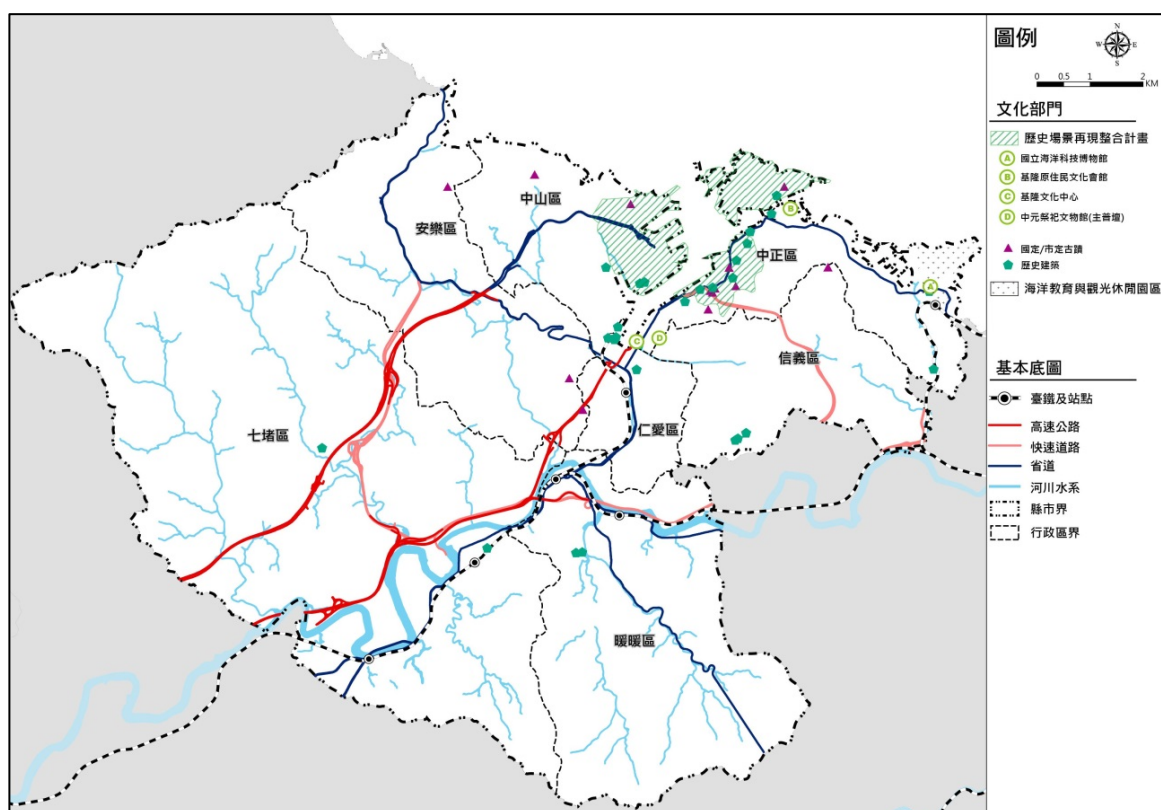 圖例
N
W
E
S
0 0.5 1 2 KM
文化部門
歷史場景再現整合計畫
A 國立海洋科技博物館
B 基隆原住民文化會館
C 基隆文化中心
D 中元祭祀文物館(主普壇)
國定/市定古蹟
歷史建築
海洋教育與觀光休閒園區
基本底圖
臺鐵及站點
高速公路
快速道路
省道
河川水系
縣市界
行政區界
中山區
安樂區
B
中正區
A
C
D
信義區
七堵區
仁愛區
暖暖區